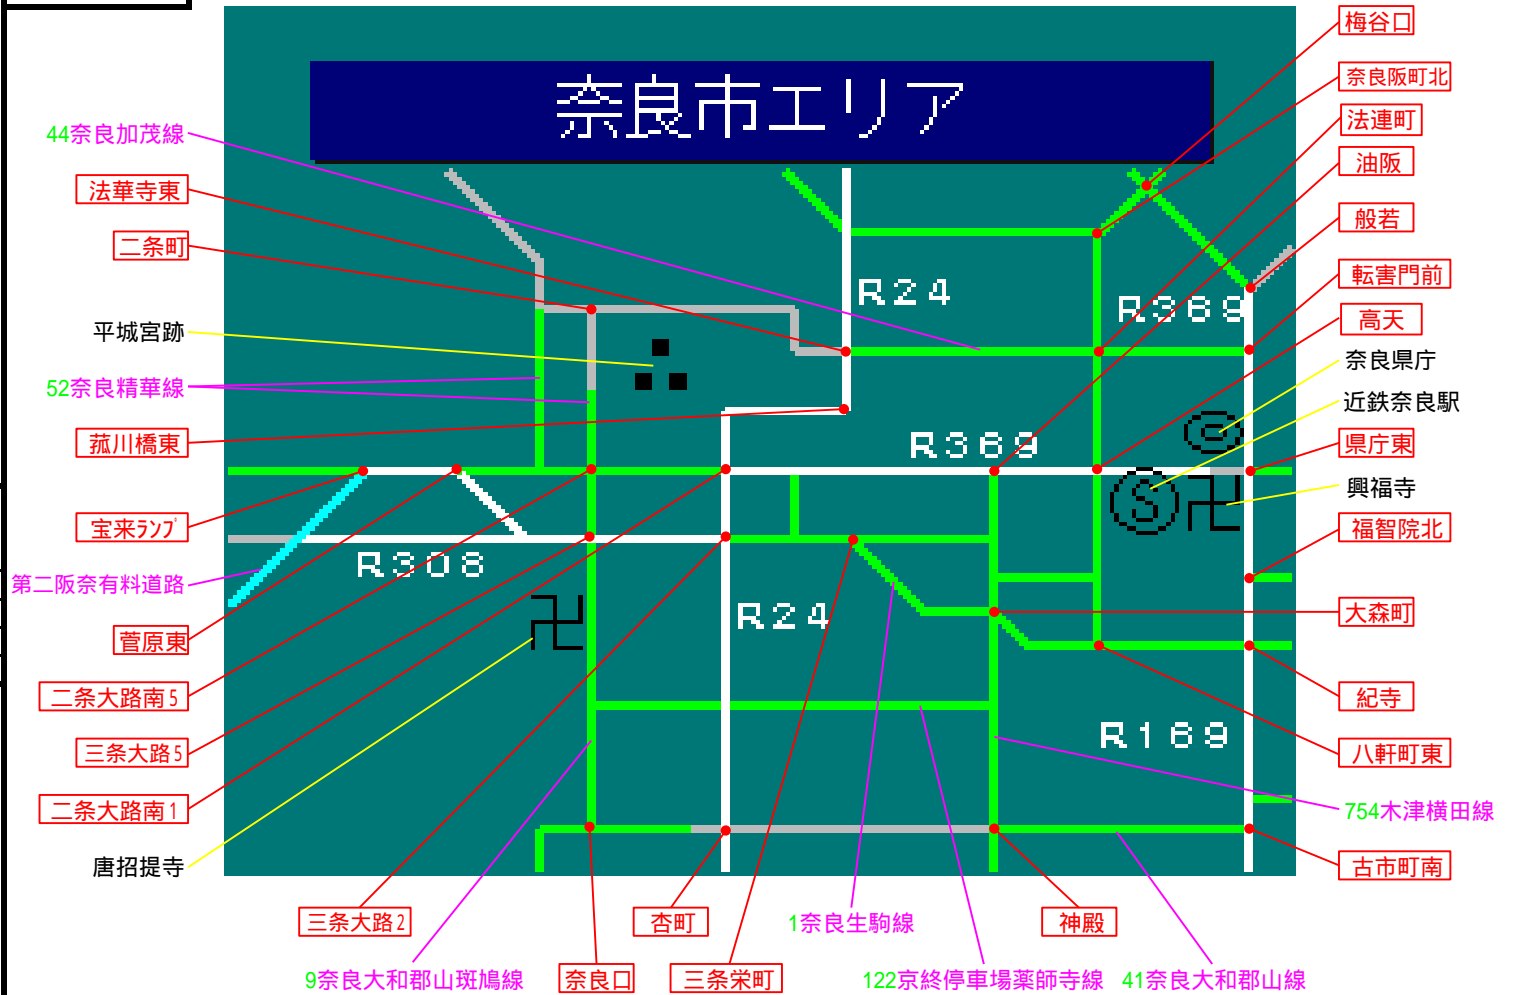 奈良市エリア
梅谷口
奈良阪町北
法連町
油阪
般若
転害門前
高天
奈良県庁
近鉄奈良駅
県庁東
興福寺
福智院北
大森町
紀寺
八軒町東
754木津横田線
古市町南
44奈良加茂線
法華寺東
二条町
平城宮跡
52奈良精華線
菰川橋東
宝来ランプ
第二阪奈有料道路
菅原東
二条大路南5
三条大路5
二条大路南1
唐招提寺
R24
R369
R369
R308
R24
R169
S
卍
卍
三条大路2
杏町
1奈良生駒線
神殿
9奈良大和郡山斑鳩線
奈良口
三条栄町
122京終停車場薬師寺線
41奈良大和郡山線